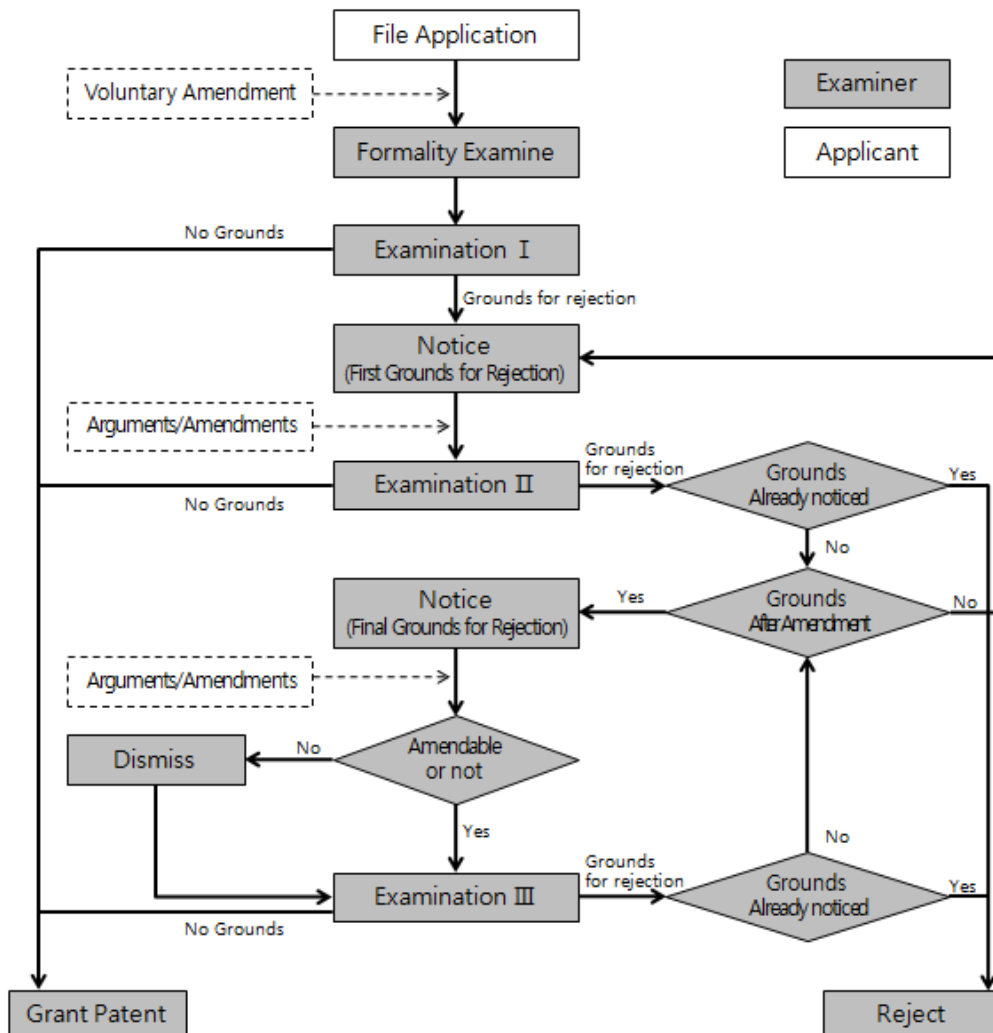 File Application
Voluntary Amendment
Examiner
Formality Examine
Applicant
No Grounds
Examination Ⅰ
Grounds for rejection
Notice
(First Grounds for Rejection)
Arguments/Amendments
Grounds
for rejection
Examination Ⅱ
No Grounds
Grounds
Already noticed
Yes
No
Notice
(Final Grounds for Rejection)
Yes
Grounds
After Amendment
No
Arguments/Amendments
Dismiss
No
Amendable
or not
Yes
No
Grounds
for rejection
Examination Ⅲ
No Grounds
Grounds
Already noticed
Yes
Grant Patent
Reject